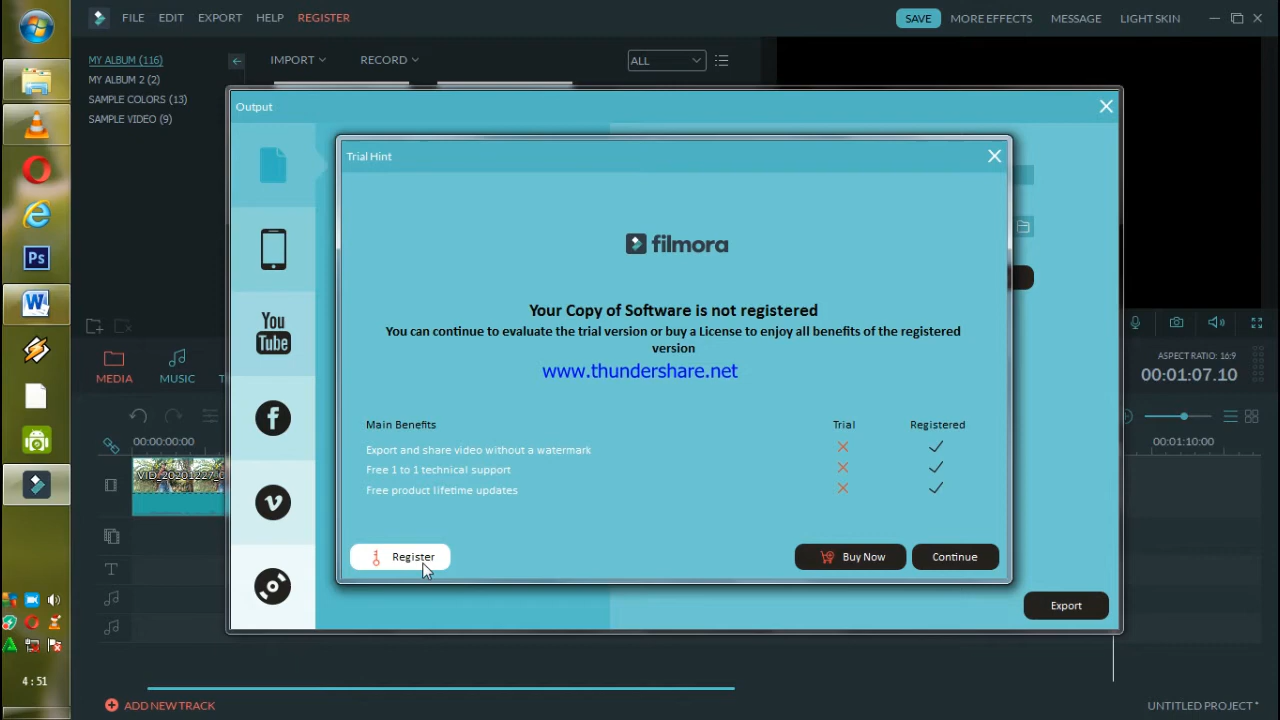 FILE EDIT EXPORT HELP REGISTER
SAVE MORE EFFECTS MESSAGE LIGHT SKIN
MY ALBUM (116)
MY ALBUM 2 (2)
SAMPLE COLORS (13)
SAMPLE VIDEO (9)
IMPORT RECORD ALL
Output
Trial Hint
filmora
Your Copy of Software is not registered
You can continue to evaluate the trial version or buy a License to enjoy all benefits of the registered
version
www.thundershare.net
Main Benefits Trial Registered
Export and share video without a watermark
Free 1 to 1 technical support
Free product lifetime updates
Register Buy Now Continue
Export
You
Tube
Ps
W
MEDIA MUSIC T
ASPECT RATIO: 16:9
00:01:07.10
00:00:00:00
00:01:10:00
4:51
ADD NEW TRACK
UNTITLED PROJECT *